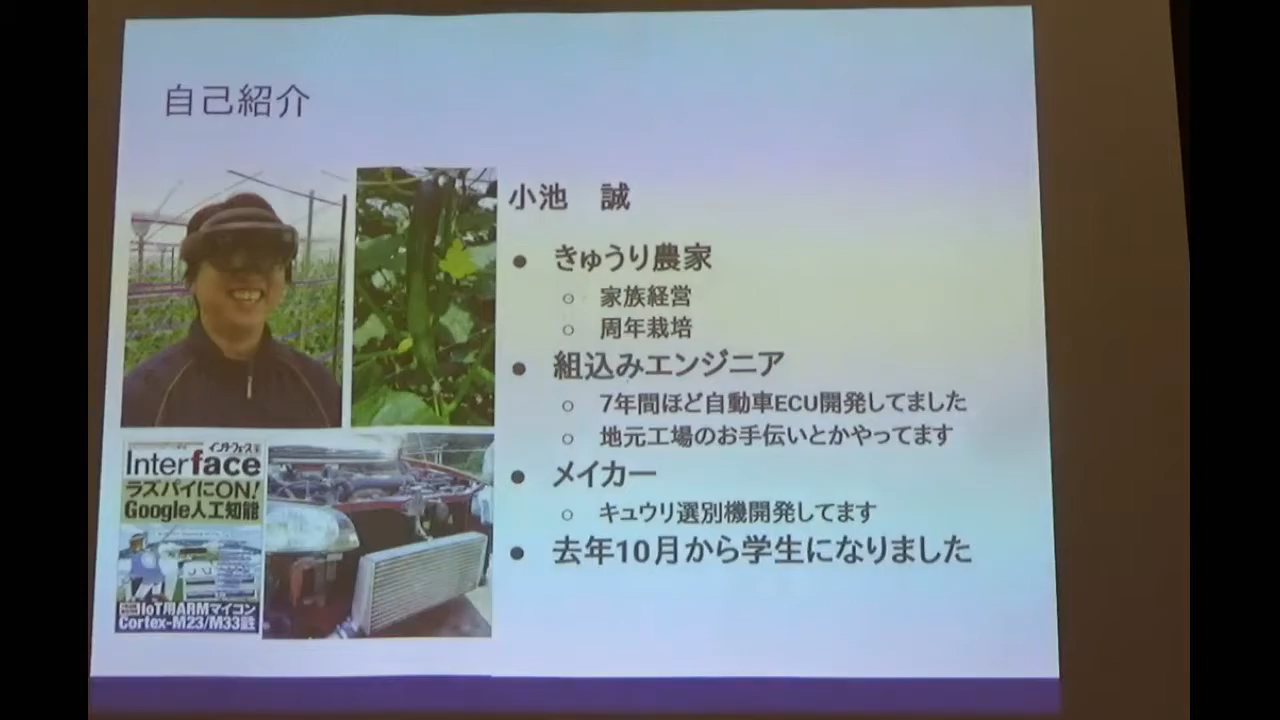 自己紹介
小池 誠
● きゅうり農家
○ 家族経営
○ 周年栽培
● 組込みエンジニア
○ 7年間ほど自動車ECU開発してました
○ 地元工場のお手伝いとかやってます
● メイカー
○ キュウリ選別機開発してます
● 去年10月から学生になりました
インターフェース
Interface
ラズパイにON!
Google人工知能
IoT用ARMマイコン
Cortex-M23/M33